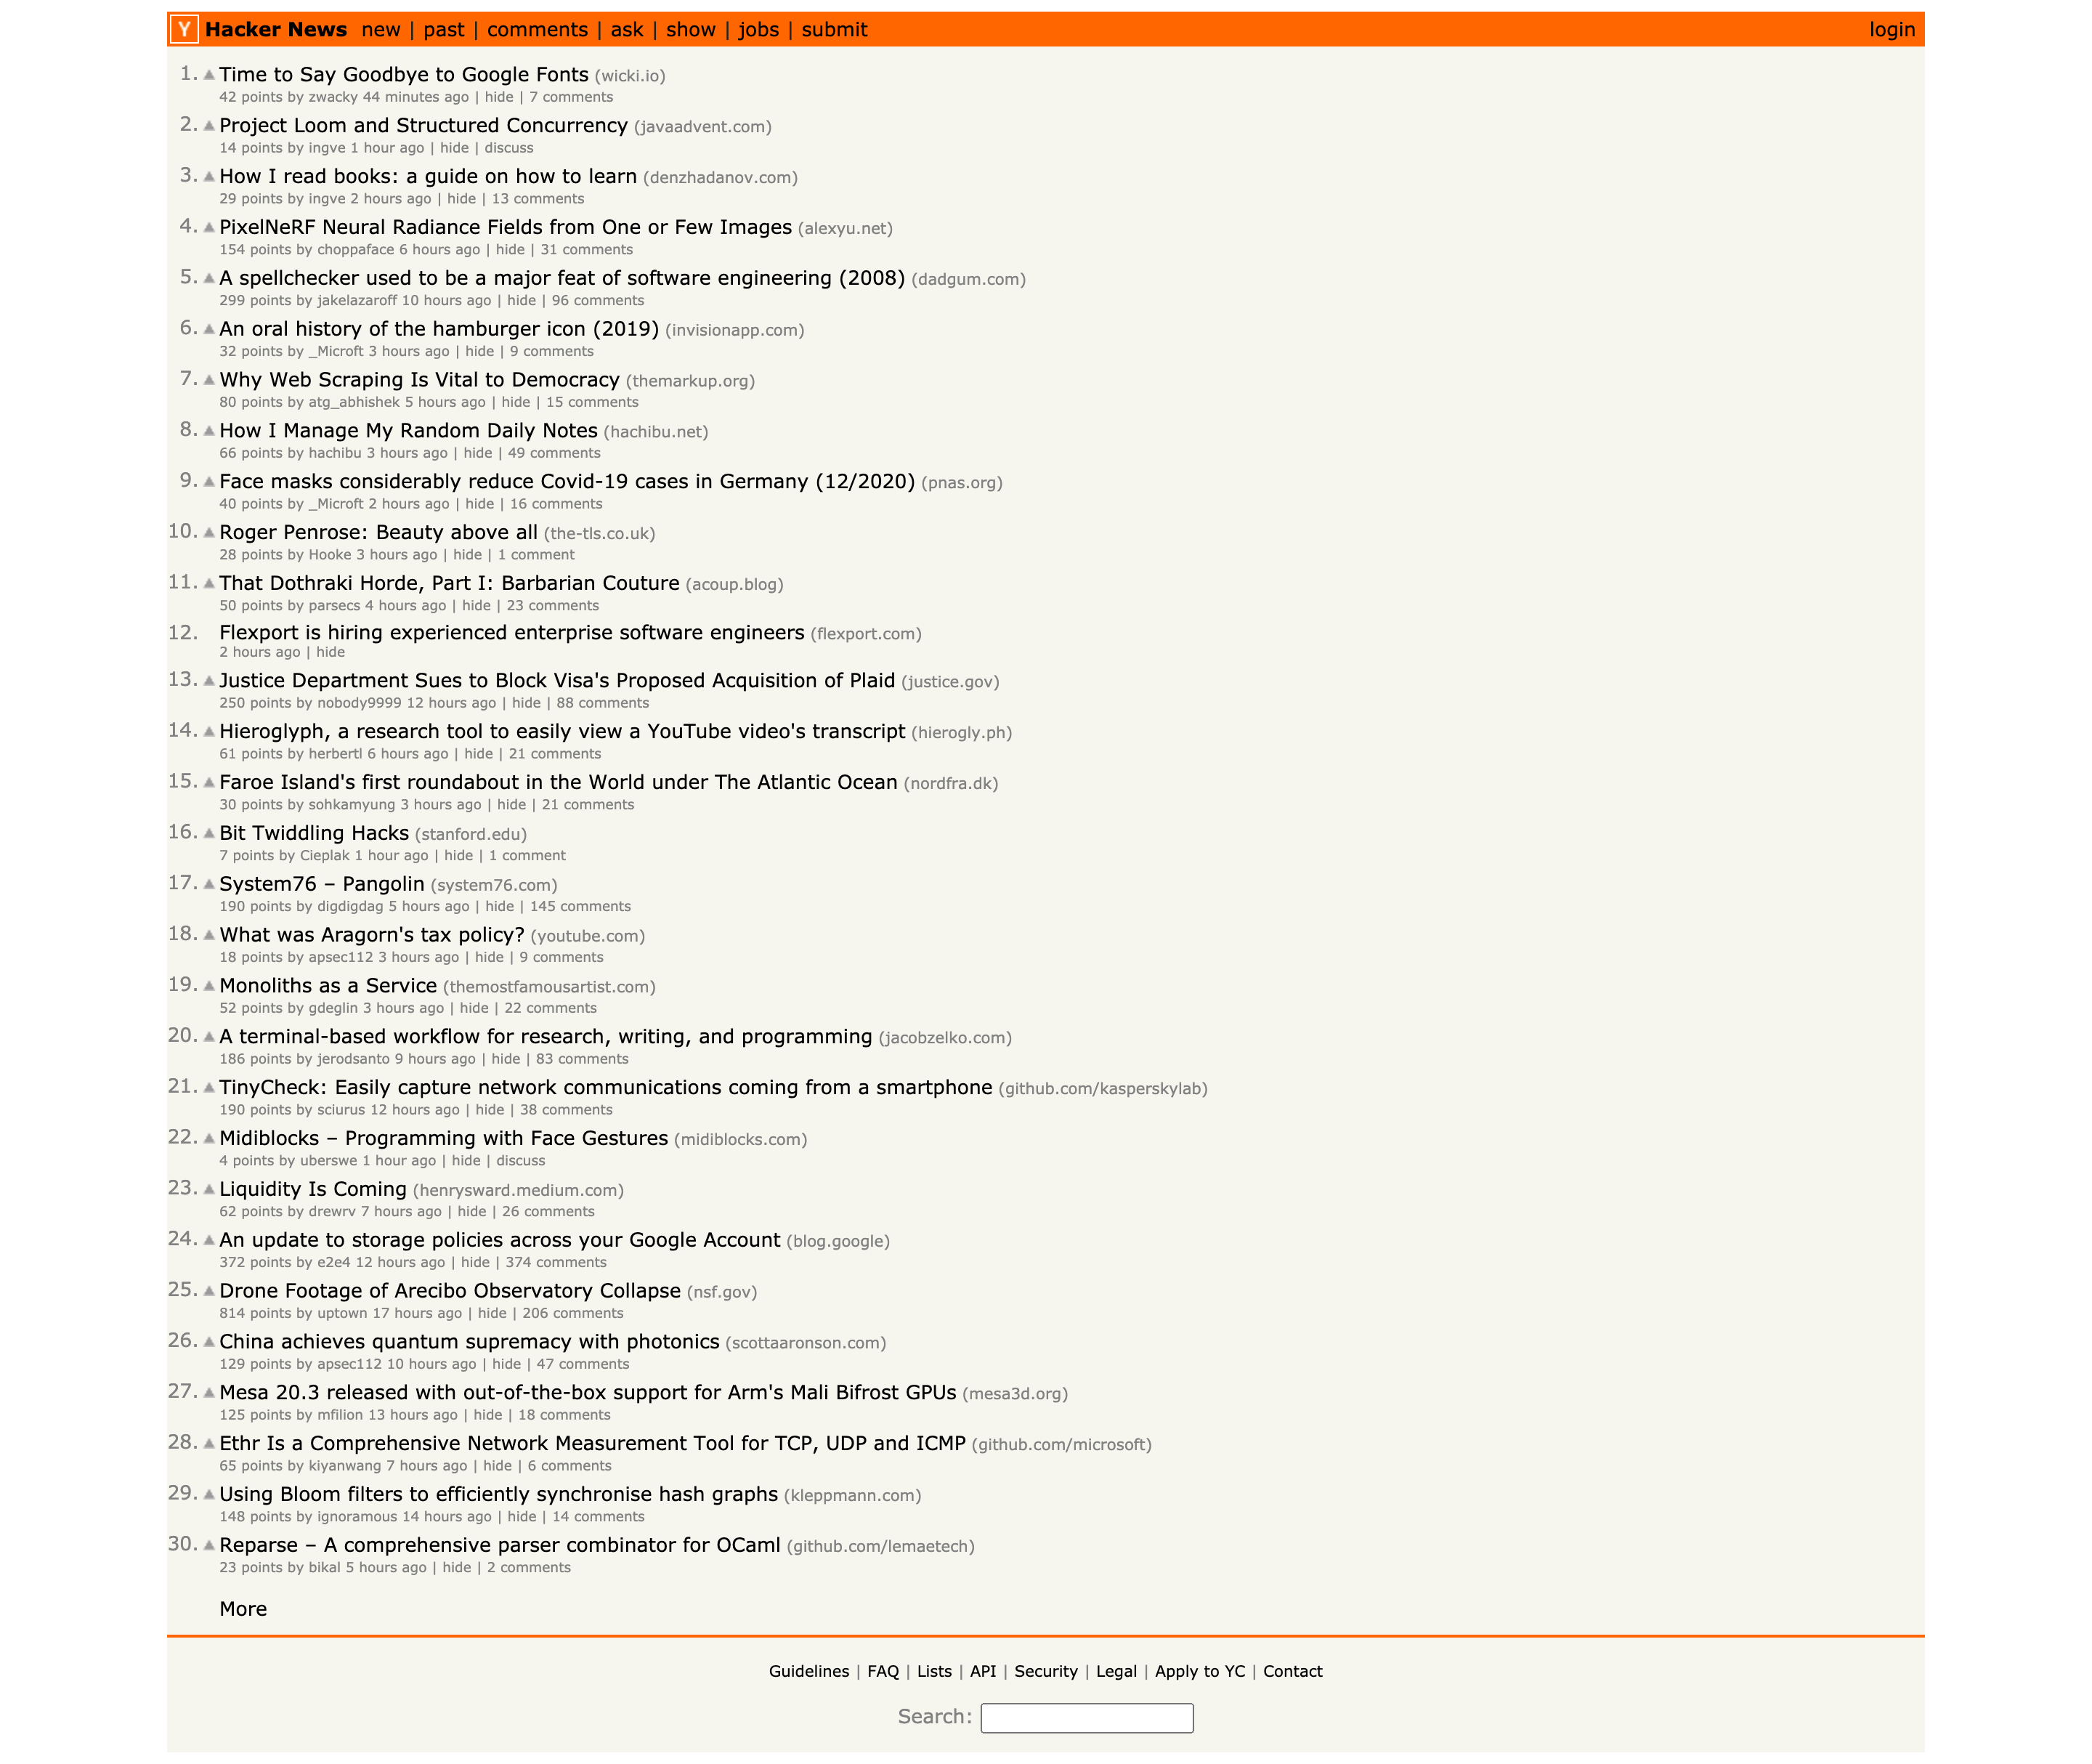 Y Hacker News new | past | comments | ask | show | jobs | submit login
1. Time to Say Goodbye to Google Fonts (wicki.io)
42 points by zwacky 44 minutes ago | hide | 7 comments
2. Project Loom and Structured Concurrency (javaadvent.com)
14 points by ingve 1 hour ago | hide | discuss
3. How I read books: a guide on how to learn (denzhadanov.com)
29 points by ingve 2 hours ago | hide | 13 comments
4. PixelNeRF Neural Radiance Fields from One or Few Images (alexyu.net)
154 points by choppaface 6 hours ago | hide | 31 comments
5. A spellchecker used to be a major feat of software engineering (2008) (dadgum.com)
299 points by jakelazaroff 10 hours ago | hide | 96 comments
6. An oral history of the hamburger icon (2019) (invisionapp.com)
32 points by _Microft 3 hours ago | hide | 9 comments
7. Why Web Scraping Is Vital to Democracy (themarkup.org)
80 points by atg_abhishek 5 hours ago | hide | 15 comments
8. How I Manage My Random Daily Notes (hachibu.net)
66 points by hachibu 3 hours ago | hide | 49 comments
9. Face masks considerably reduce Covid-19 cases in Germany (12/2020) (pnas.org)
40 points by _Microft 2 hours ago | hide | 16 comments
10. Roger Penrose: Beauty above all (the-tls.co.uk)
28 points by Hooke 3 hours ago | hide | 1 comment
11. That Dothraki Horde, Part I: Barbarian Couture (acoup.blog)
50 points by parsecs 4 hours ago | hide | 23 comments
12. Flexport is hiring experienced enterprise software engineers (flexport.com)
2 hours ago | hide
13. Justice Department Sues to Block Visa's Proposed Acquisition of Plaid (justice.gov)
250 points by nobody9999 12 hours ago | hide | 88 comments
14. Hieroglyph, a research tool to easily view a YouTube video's transcript (hierogly.ph)
61 points by herbertl 6 hours ago | hide | 21 comments
15. Faroe Island's first roundabout in the World under The Atlantic Ocean (nordfra.dk)
30 points by sohkamyung 3 hours ago | hide | 21 comments
16. Bit Twiddling Hacks (stanford.edu)
7 points by Cieplak 1 hour ago | hide | 1 comment
17. System76 – Pangolin (system76.com)
190 points by digdigdag 5 hours ago | hide | 145 comments
18. What was Aragorn's tax policy? (youtube.com)
18 points by apsec112 3 hours ago | hide | 9 comments
19. Monoliths as a Service (themostfamousartist.com)
52 points by gdeglin 3 hours ago | hide | 22 comments
20. A terminal-based workflow for research, writing, and programming (jacobzelko.com)
186 points by jerodsanto 9 hours ago | hide | 83 comments
21. TinyCheck: Easily capture network communications coming from a smartphone (github.com/kasperskylab)
190 points by sciurus 12 hours ago | hide | 38 comments
22. Midiblocks – Programming with Face Gestures (midiblocks.com)
4 points by uberswe 1 hour ago | hide | discuss
23. Liquidity Is Coming (henrysward.medium.com)
62 points by drewrv 7 hours ago | hide | 26 comments
24. An update to storage policies across your Google Account (blog.google)
372 points by e2e4 12 hours ago | hide | 374 comments
25. Drone Footage of Arecibo Observatory Collapse (nsf.gov)
814 points by uptown 17 hours ago | hide | 206 comments
26. China achieves quantum supremacy with photonics (scottaaronson.com)
129 points by apsec112 10 hours ago | hide | 47 comments
27. Mesa 20.3 released with out-of-the-box support for Arm's Mali Bifrost GPUs (mesa3d.org)
125 points by mfilion 13 hours ago | hide | 18 comments
28. Ethr Is a Comprehensive Network Measurement Tool for TCP, UDP and ICMP (github.com/microsoft)
65 points by kiyanwang 7 hours ago | hide | 6 comments
29. Using Bloom filters to efficiently synchronise hash graphs (kleppmann.com)
148 points by ignoramous 14 hours ago | hide | 14 comments
30. Reparse – A comprehensive parser combinator for OCaml (github.com/lemaetech)
23 points by bikal 5 hours ago | hide | 2 comments
More
Guidelines | FAQ | Lists | API | Security | Legal | Apply to YC | Contact
Search: